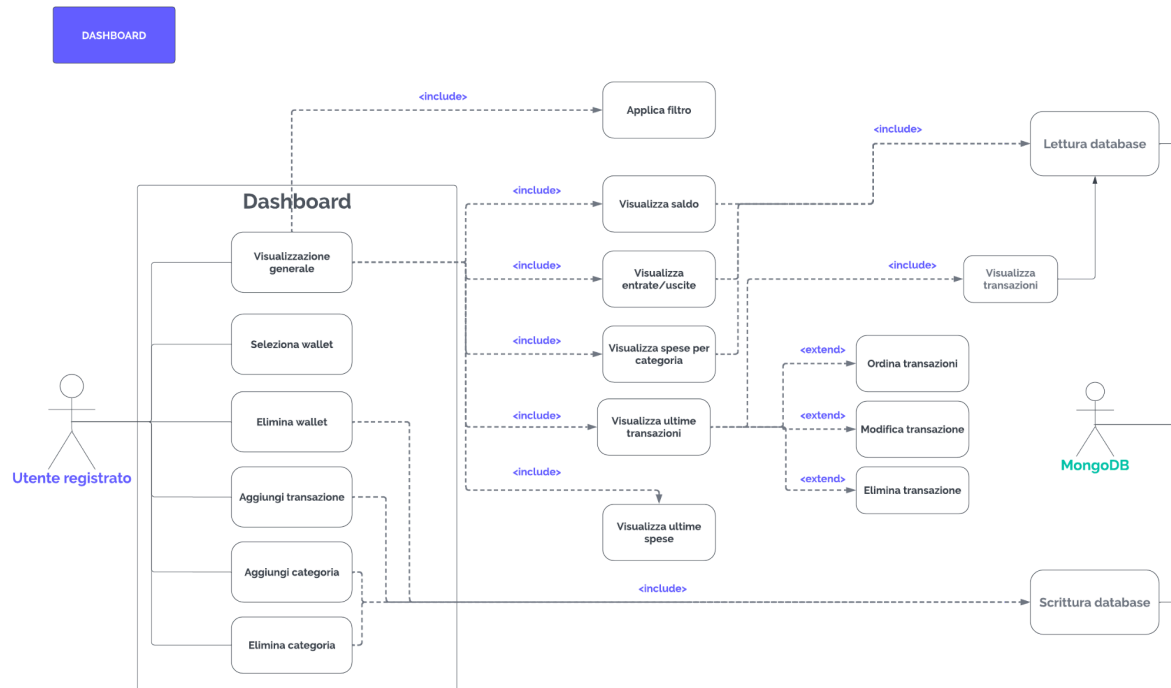 DASHBOARD
<include>
Applica filtro
<include>
Lettura database
Dashboard
<include>
Visualizza saldo
Visualizzazione
generale
<include>
Visualizza
entrate/uscite
<include>
Visualizza
transazioni
Seleziona wallet
<include>
Visualizza spese per
categoria
<extend>
Ordina transazioni
Elimina wallet
<include>
Visualizza ultime
transazioni
<extend>
Modifica transazione
MongoDB
Utente registrato
<include>
<extend>
Elimina transazione
Aggiungi transazione
Visualizza ultime
spese
Aggiungi categoria
<include>
Scrittura database
Elimina categoria